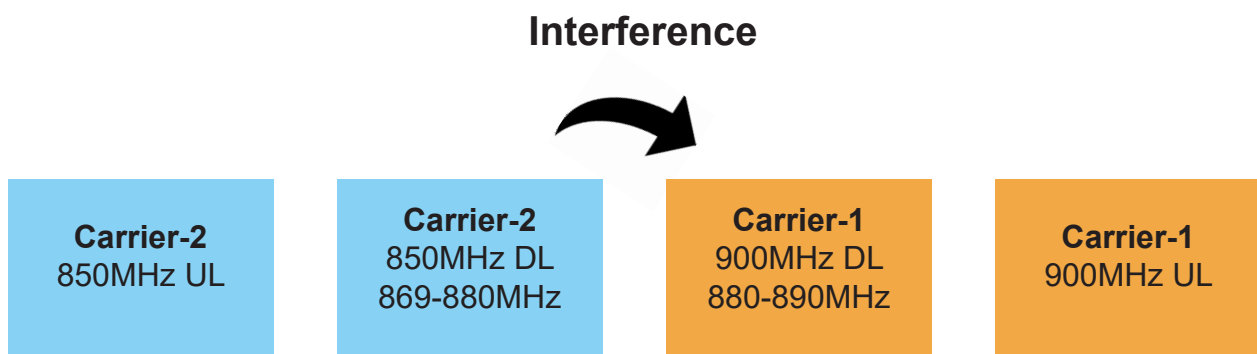 Interference
Carrier-2
850MHz UL
Carrier-2
850MHz DL
869-880MHz
Carrier-1
900MHz DL
880-890MHz
Carrier-1
900MHz UL